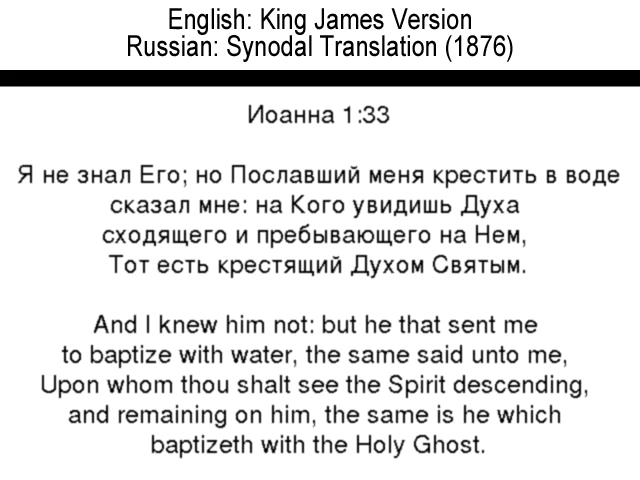 English: King James Version
Russian: Synodal Translation (1876)
Иоанна 1:33
Я не знал Его; но Пославший меня крестить в воде
сказал мне: на Кого увидишь Духа
сходящего и пребывающего на Нем,
Тот есть крестящий Духом Святым.
And I knew him not: but he that sent me
to baptize with water, the same said unto me,
Upon whom thou shalt see the Spirit descending,
and remaining on him, the same is he which
baptizeth with the Holy Ghost.